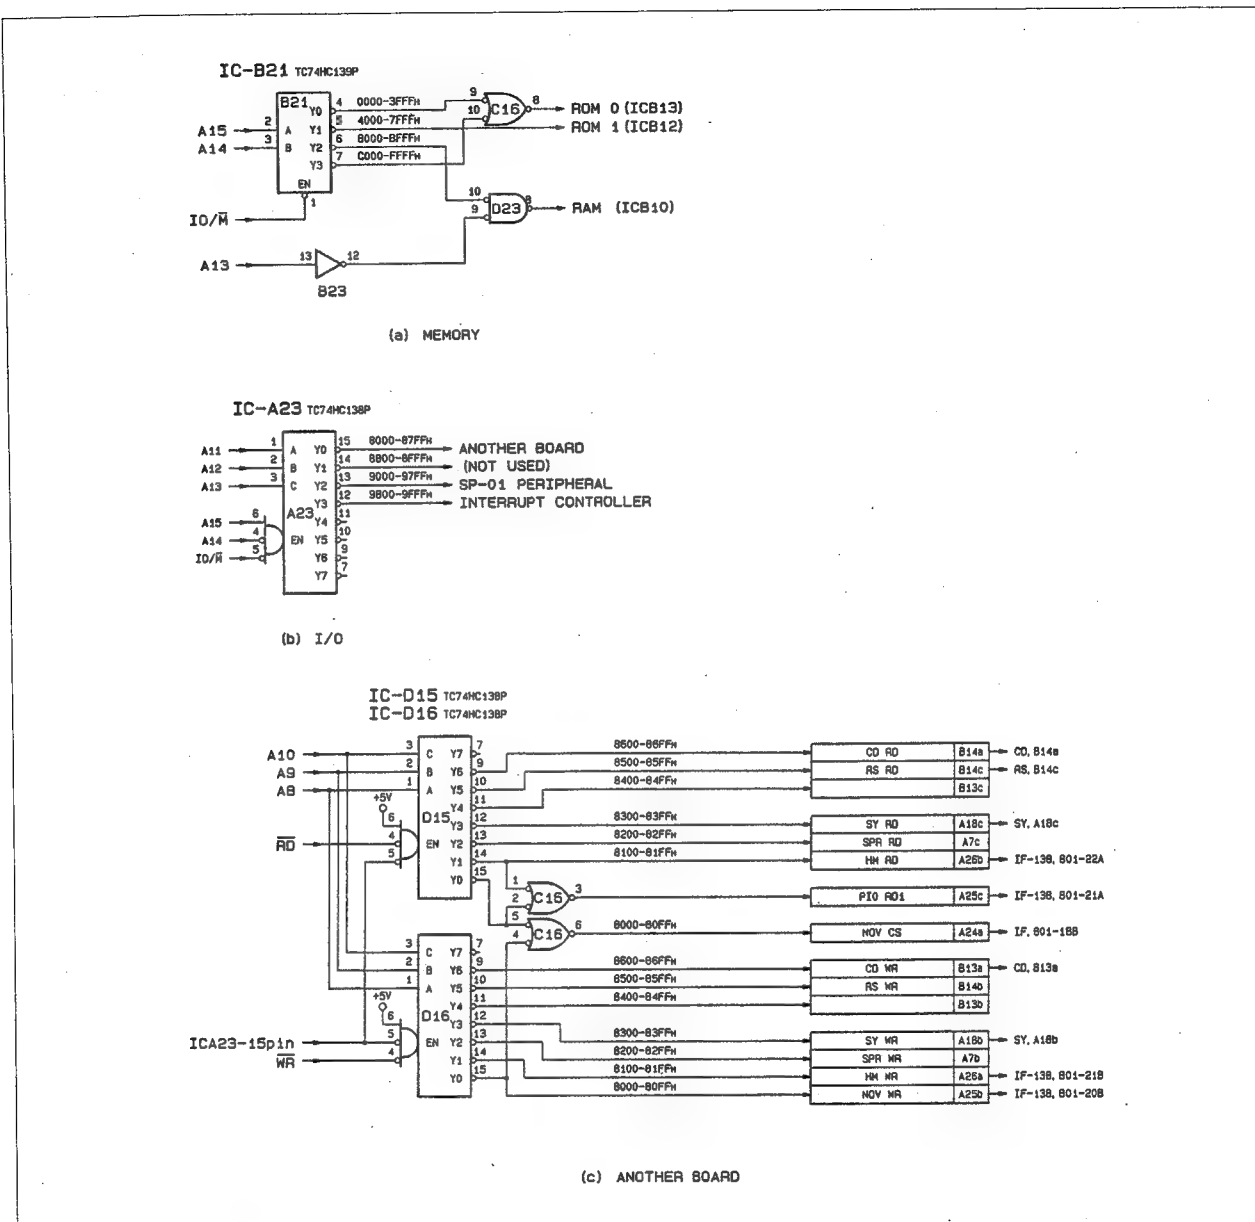 IC-B21 TC74HC139P
B21
Y0 4 0000-3FFFH
9
10
C16
8
ROM 0 (ICB13)
A15 2 A Y1 5 4000-7FFFH ROM 1 (ICB12)
A14 3 B Y2 6 8000-BFFFH
Y3 7 C000-FFFFH
EN
1
IO/M̅
10
9
D23
8
RAM (ICB10)
A13 13 12
B23
(a) MEMORY
IC-A23 TC74HC138P
A11 1 A Y0 15 8000-87FFH ANOTHER BOARD
A12 2 B Y1 14 8800-8FFFH (NOT USED)
A13 3 C Y2 13 9000-97FFH SP-01 PERIPHERAL
Y3 12 9800-9FFFH INTERRUPT CONTROLLER
A23
A15 6 Y4 11
A14 4 EN Y5 10
IO/M̅ 5 Y6 9
Y7 7
(b) I/O
IC-D15 TC74HC138P
IC-D16 TC74HC138P
A10 3 C Y7 7
A9 2 B Y6 9 8600-86FFH CD RD B14a CD, B14a
A8 1 A Y5 10 8500-85FFH RS RD B14c RS, B14c
Y4 11 8400-84FFH B13c
+5V
6
D15
Y3 12 8300-83FFH SY RD A18c SY, A18c
R̅D̅ 4 EN Y2 13 8200-82FFH SPR RD A7c
5 Y1 14 8100-81FFH HM RD A26b IF-138, 801-22A
Y0 15
1
2
C16
3
PIO RD1 A25c IF-138, 801-21A
5
4
C16
6
8000-80FFH NOV CS A24a IF, 801-18B
3 C Y7 7
2 B Y6 9 8600-86FFH CD WR B13a CD, B13a
1 A Y5 10 8500-85FFH RS WR B14b
Y4 11 8400-84FFH B13b
+5V
6
D16
Y3 12 8300-83FFH SY WR A18b SY, A18b
ICA23-15pin 5 EN Y2 13 8200-82FFH SPR WR A7b
W̅R̅ 4 Y1 14 8100-81FFH HM WR A26a IF-138, 801-21B
Y0 15 8000-80FFH NOV WR A25b IF-138, 801-20B
(c) ANOTHER BOARD